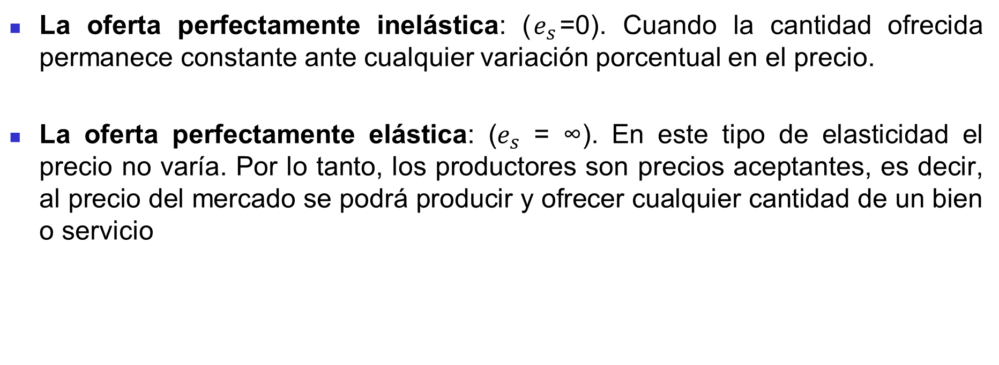 ▪ La oferta perfectamente inelástica: (eₛ=0). Cuando la cantidad ofrecida
permanece constante ante cualquier variación porcentual en el precio.
▪ La oferta perfectamente elástica: (eₛ = ∞). En este tipo de elasticidad el
precio no varía. Por lo tanto, los productores son precios aceptantes, es decir,
al precio del mercado se podrá producir y ofrecer cualquier cantidad de un bien
o servicio